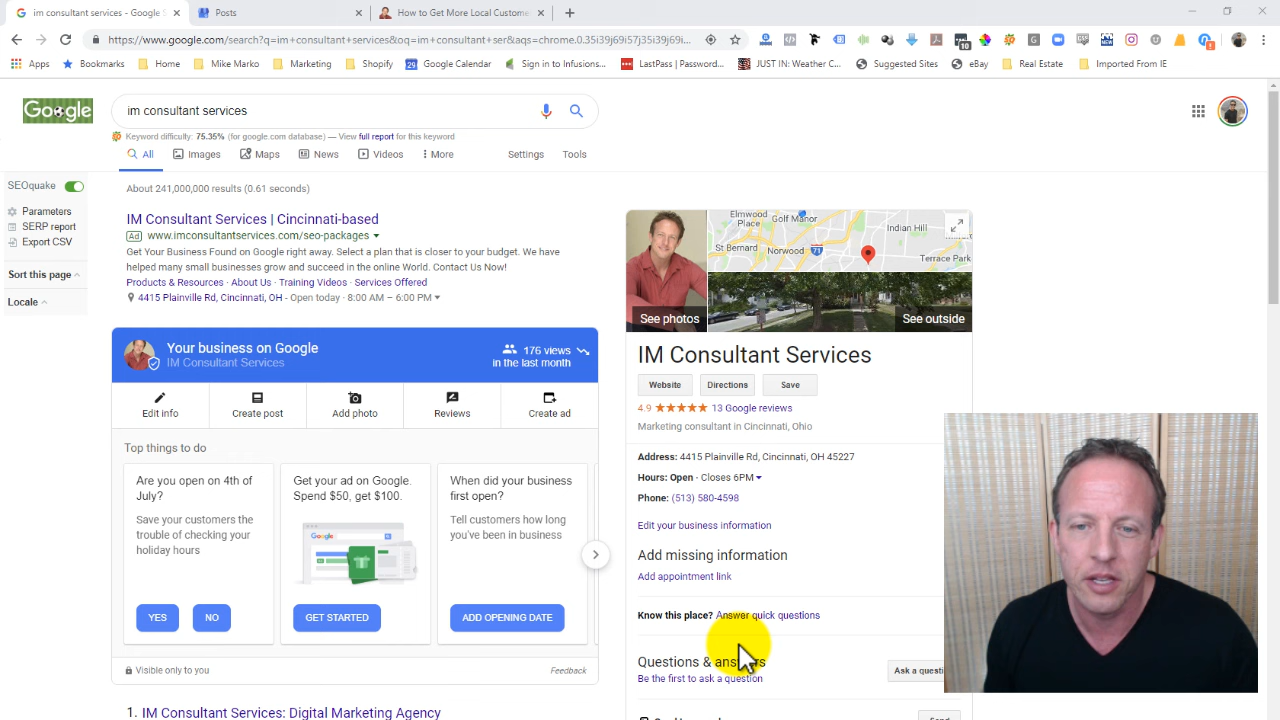 im consultant services - Google S
Posts
How to Get More Local Custome
https://www.google.com/search?q=im+consultant+services&oq=im+consultant+ser&aqs=chrome.0.35i39j69i57j35i39j69i...
Apps
Bookmarks
Home
Mike Marko
Marketing
Shopify
Google Calendar
Sign in to Infusions...
LastPass | Password...
JUST IN: Weather C...
Suggested Sites
eBay
Real Estate
Imported From IE
Google
im consultant services
Keyword difficulty: 75.35% (for google.com database) — View full report for this keyword
All
Images
Maps
News
Videos
More
Settings
Tools
SEOquake
Parameters
SERP report
Export CSV
Sort this page
Locale
About 241,000,000 results (0.61 seconds)
IM Consultant Services | Cincinnati-based
Ad www.imconsultantservices.com/seo-packages
Get Your Business Found on Google right away. Select a plan that is closer to your budget. We have
helped many small businesses grow and succeed in the online World. Contact Us Now!
Products & Resources · About Us · Training Videos · Services Offered
4415 Plainville Rd, Cincinnati, OH - Open today · 8:00 AM – 6:00 PM
Your business on Google
IM Consultant Services
176 views
in the last month
Edit info
Create post
Add photo
Reviews
Create ad
Top things to do
Are you open on 4th of
July?
Save your customers the
trouble of checking your
holiday hours
YES
NO
Get your ad on Google.
Spend $50, get $100.
Google
GET STARTED
When did your business
first open?
Tell customers how long
you've been in business
ADD OPENING DATE
Visible only to you
Feedback
1. IM Consultant Services: Digital Marketing Agency
Elmwood
Place
Golf Manor
St Bernard
Norwood
71
Indian Hill
Terrace Park
See photos
See outside
IM Consultant Services
Website
Directions
Save
4.9 ★★★★★ 13 Google reviews
Marketing consultant in Cincinnati, Ohio
Address: 4415 Plainville Rd, Cincinnati, OH 45227
Hours: Open · Closes 6PM
Phone: (513) 580-4598
Edit your business information
Add missing information
Add appointment link
Know this place? Answer quick questions
Questions & answers
Be the first to ask a question
Ask a questi
Send